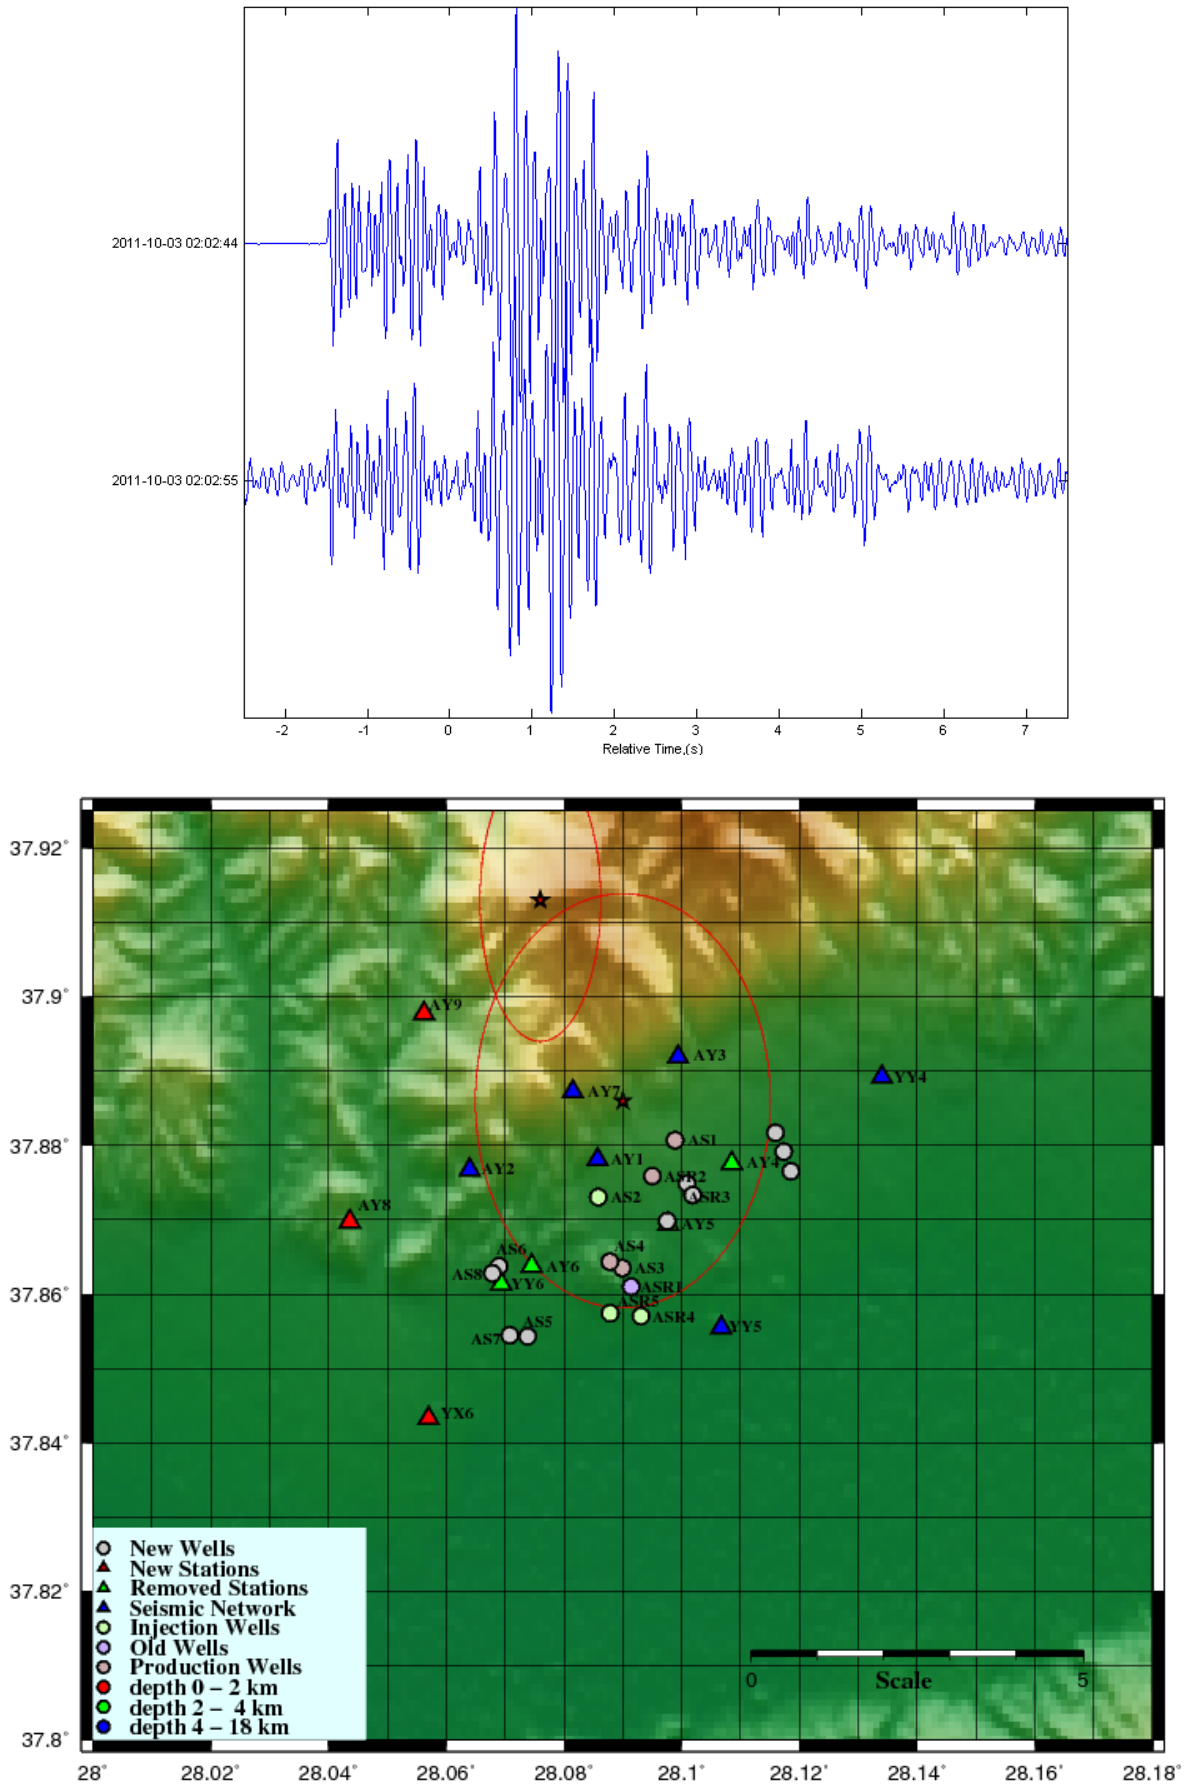 2011-10-03 02:02:44
2011-10-03 02:02:55
-2 -1 0 1 2 3 4 5 6 7
Relative Time,(s)
37.92°
37.9°
AY9
AY3
AY7
YY4
37.88°
AS1
AY1
AY4
AY2
ASR2
AS2
ASR3
AY8
AY5
AS4
AS6
AY6
AS3
AS8
YY6
ASR1
37.86°
ASR5
ASR4
AS5
YY5
AS7
YX6
37.84°
New Wells
New Stations
Removed Stations
37.82°
Seismic Network
Injection Wells
Old Wells
Production Wells
depth 0 – 2 km
depth 2 – 4 km
depth 4 – 18 km
0 Scale 5
37.8°
28° 28.02° 28.04° 28.06° 28.08° 28.1° 28.12° 28.14° 28.16° 28.18°